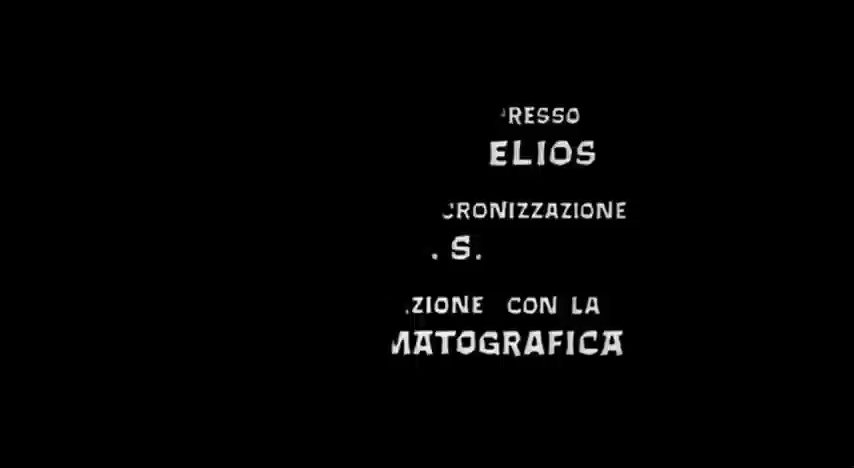 RESSO
ELIOS
CRONIZZAZIONE
. S.
ZIONE CON LA
MATOGRAFICA